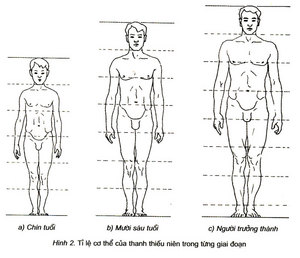 a) Chín tuổi
b) Mười sáu tuổi
c) Người trưởng thành
Hình 2. Tỉ lệ cơ thể của thanh thiếu niên trong từng giai đoạn